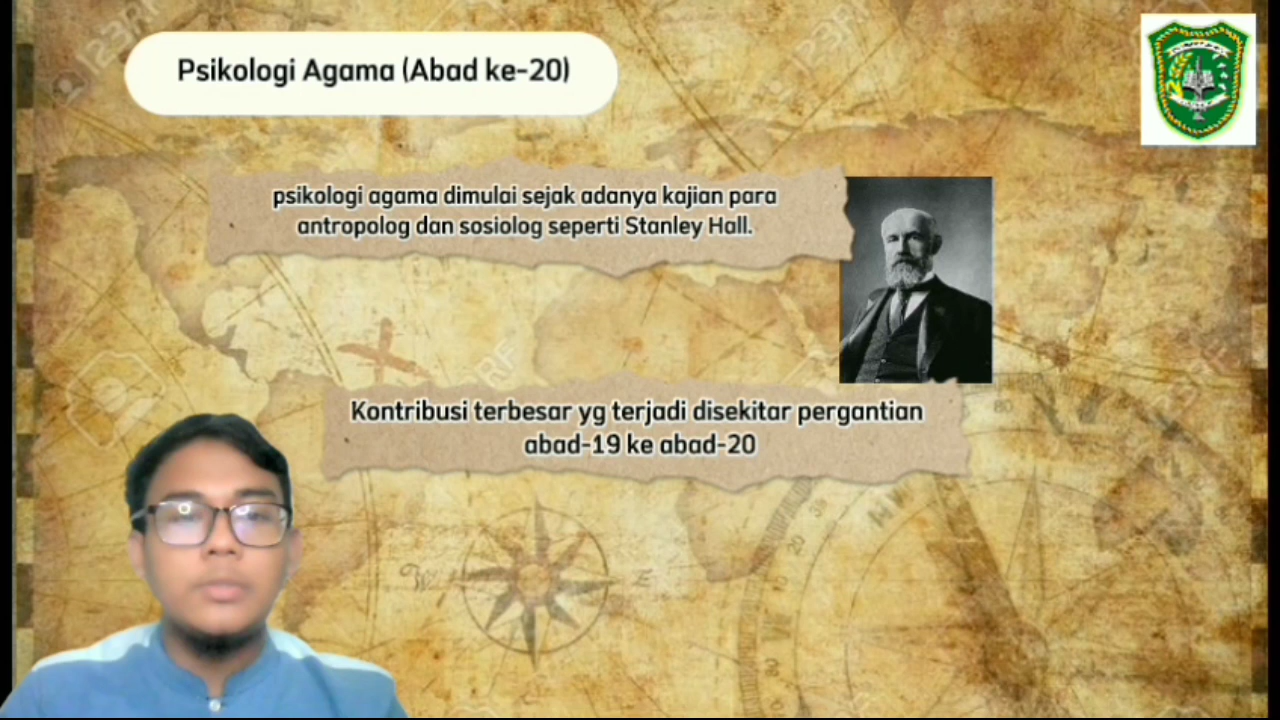 Psikologi Agama (Abad ke-20)
psikologi agama dimulai sejak adanya kajian para
antropolog dan sosiolog seperti Stanley Hall.
Kontribusi terbesar yg terjadi disekitar pergantian
abad-19 ke abad-20